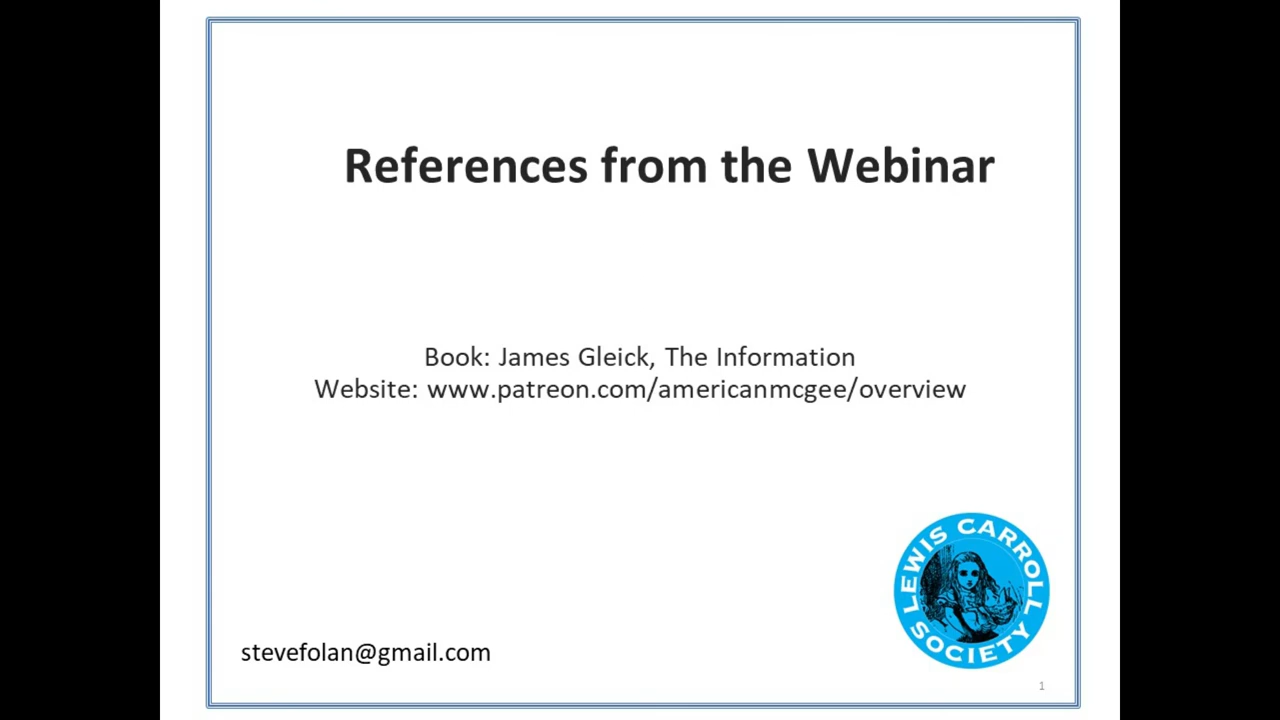 References from the Webinar
Book: James Gleick, The Information
Website: www.patreon.com/americanmcgee/overview
LEWIS CARROLL
SOCIETY
stevefolan@gmail.com
1